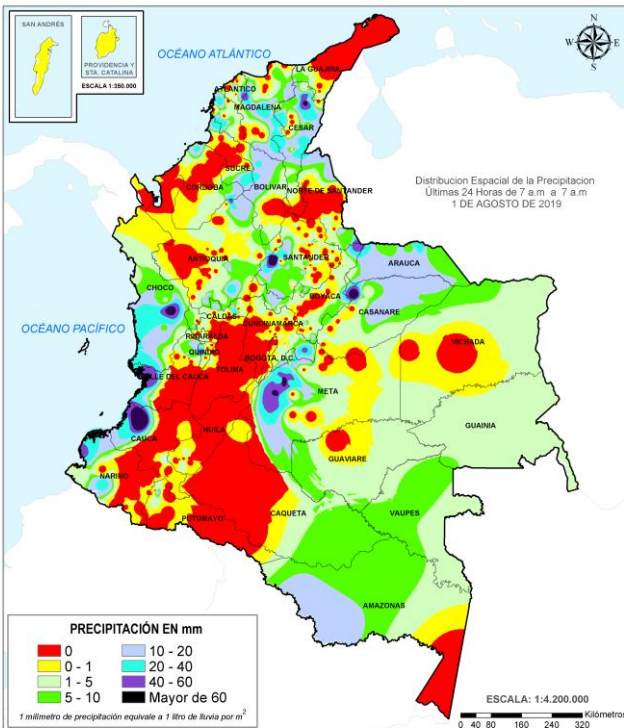 SAN ANDRÉS
PROVIDENCIA Y
STA. CATALINA
ESCALA 1:350.000
OCÉANO ATLÁNTICO
N
W
E
S
LA GUAJIRA
ATLANTICO
MAGDALENA
CESAR
SUCRE
CORDOBA
BOLIVAR
NORTE DE SANTANDER
Distribucion Espacial de la Precipitacion
Últimas 24 Horas de 7 a.m a 7 a.m
1 DE AGOSTO DE 2019
ANTIOQUIA
SANTANDER
ARAUCA
CHOCO
BOYACA
CASANARE
OCÉANO PACÍFICO
CALDAS
CUNDINAMARCA
RISARALDA
VICHADA
QUINDIO
BOGOTA, D.C.
TOLIMA
VALLE DEL CAUCA
META
GUAINIA
HUILA
CAUCA
GUAVIARE
NARIÑO
CAQUETA
VAUPES
PUTUMAYO
AMAZONAS
PRECIPITACIÓN EN mm
0 10 - 20
0 - 1 20 - 40
1 - 5 40 - 60
5 - 10 Mayor de 60
1 milimetro de precipitación equivale a 1 litro de lluvia por m²
ESCALA: 1:4.200.000
Kilómetros
0 40 80 160 240 320